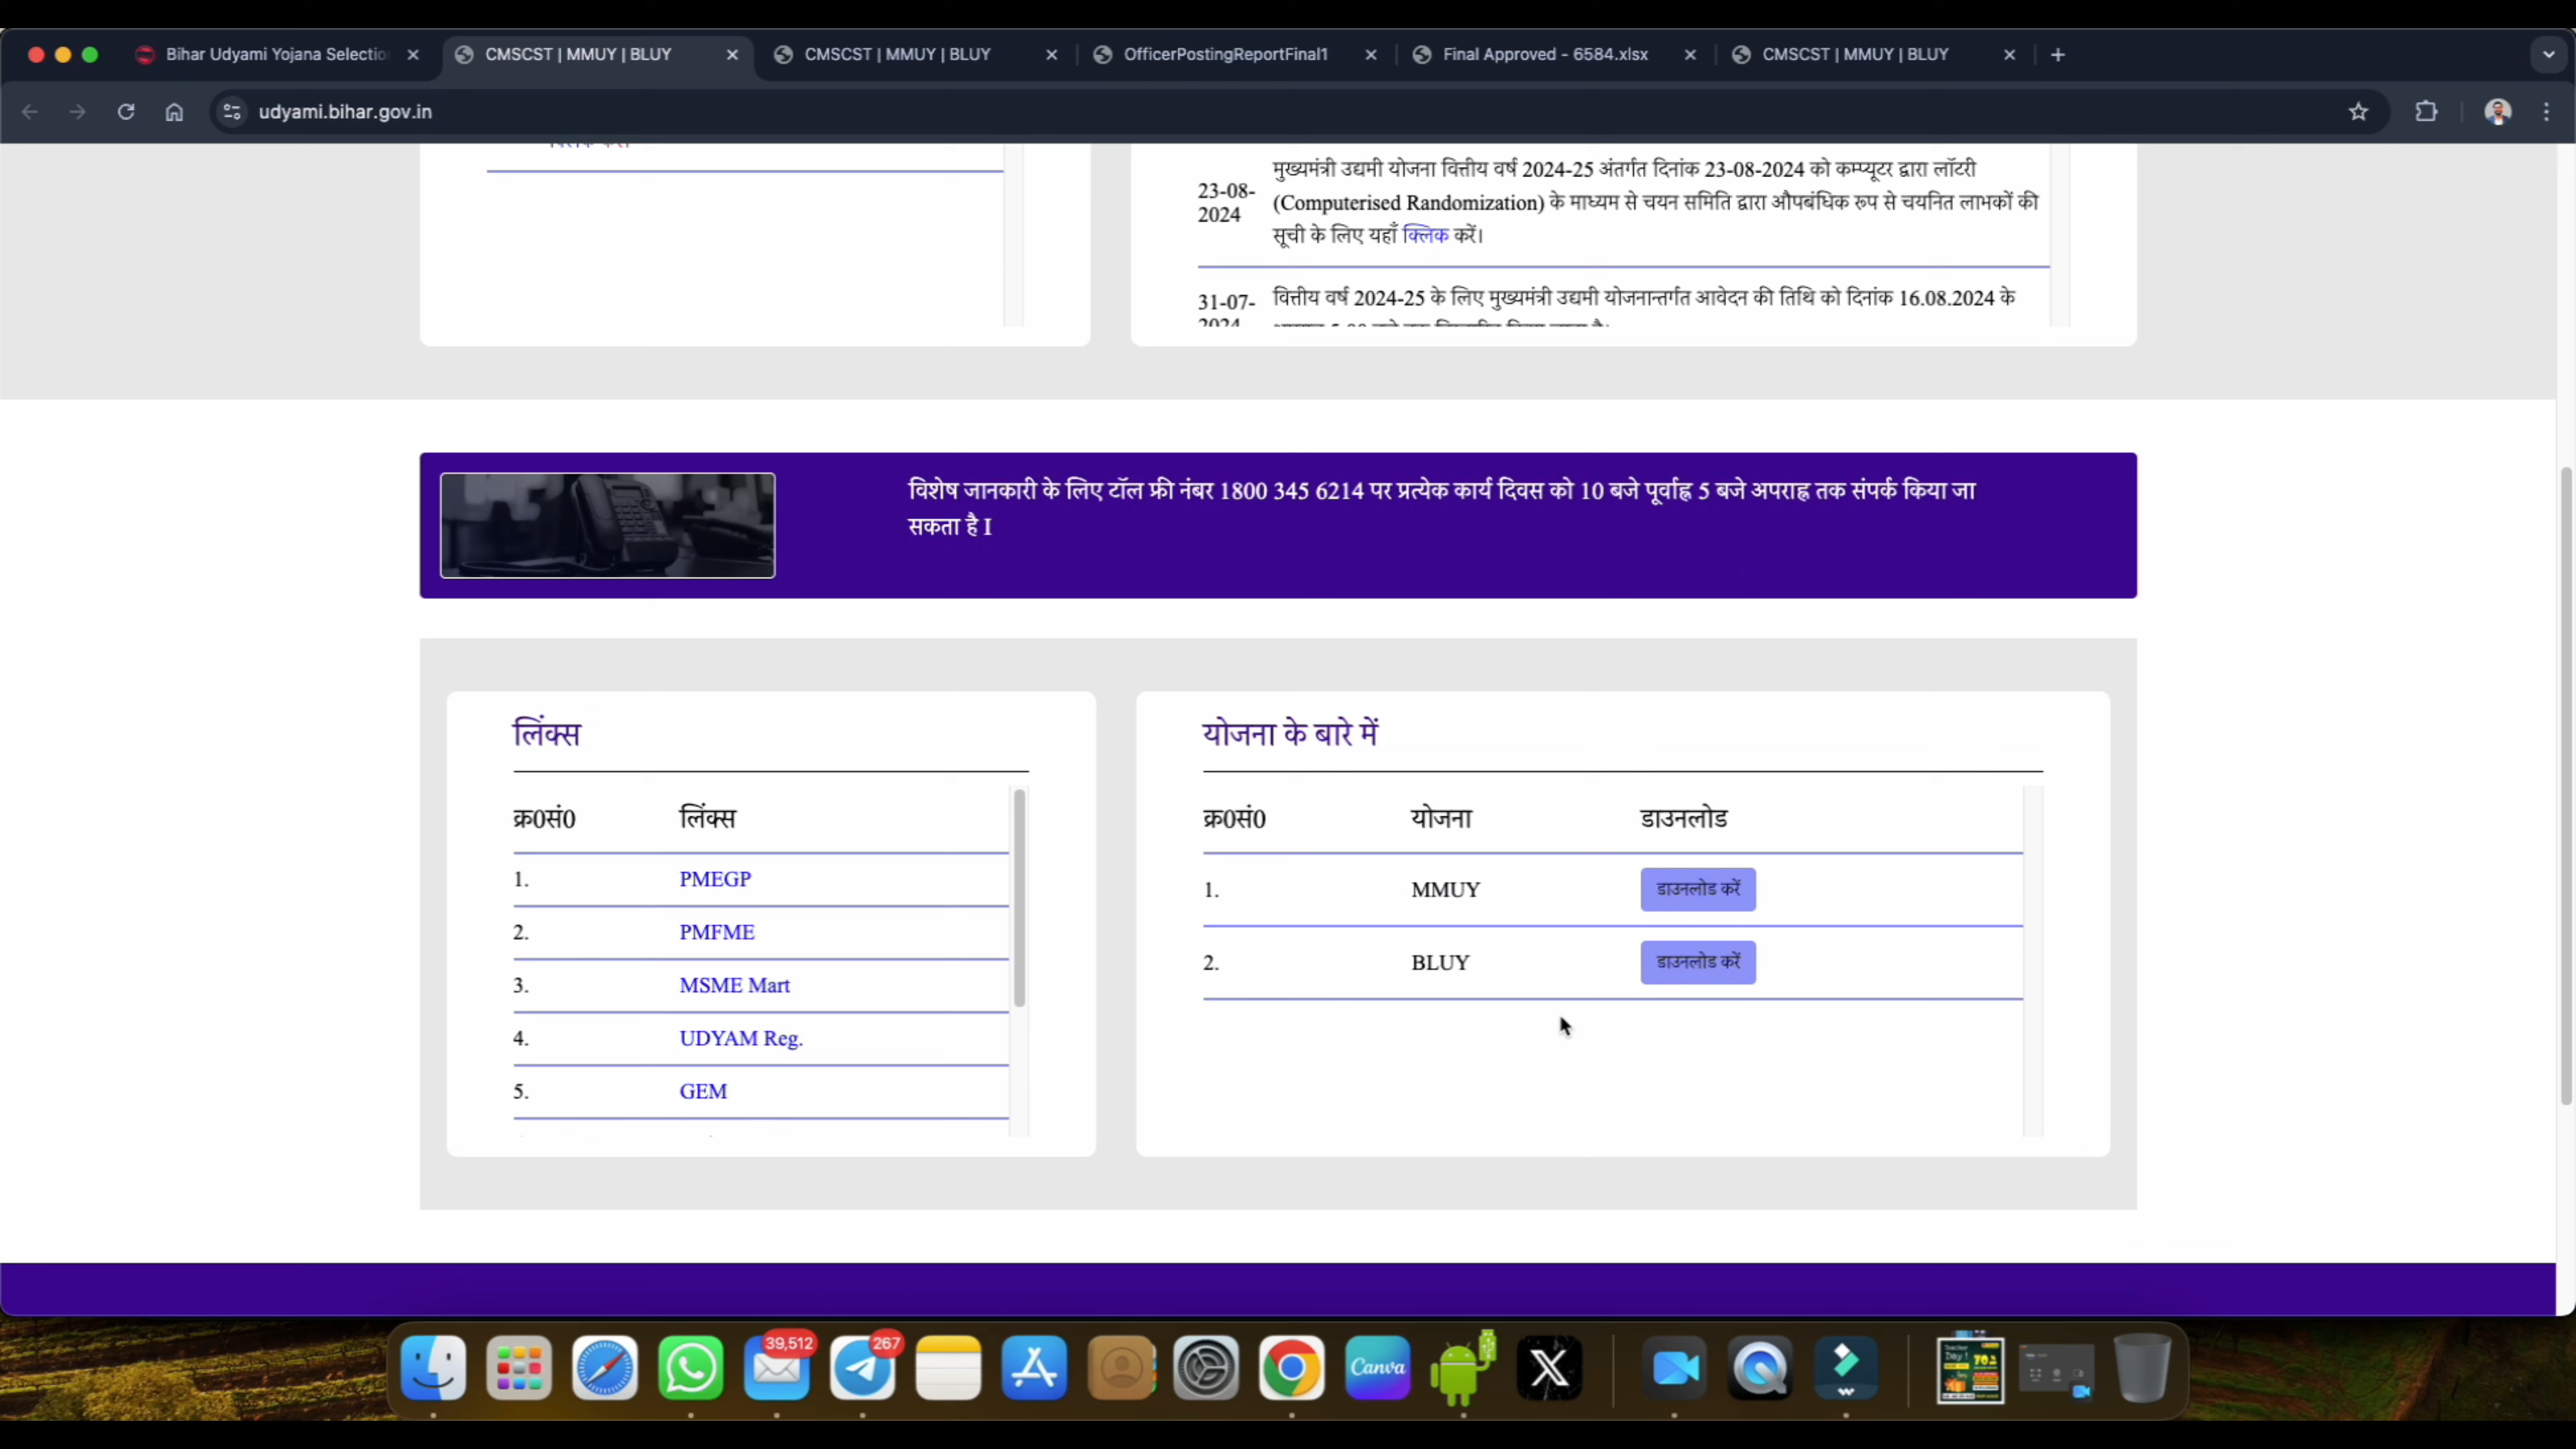 Bihar Udyami Yojana Selectio
CMSCST | MMUY | BLUY
CMSCST | MMUY | BLUY
OfficerPostingReportFinal1
Final Approved - 6584.xlsx
CMSCST | MMUY | BLUY
udyami.bihar.gov.in
23-08-
2024
मुख्यमंत्री उद्यमी योजना वित्तीय वर्ष 2024-25 अंतर्गत दिनांक 23-08-2024 को कम्प्यूटर द्वारा लॉटरी
(Computerised Randomization) के माध्यम से चयन समिति द्वारा औपबंधिक रूप से चयनित लाभकों की
सूची के लिए यहाँ क्लिक करें।
31-07-
2024
वित्तीय वर्ष 2024-25 के लिए मुख्यमंत्री उद्यमी योजनान्तर्गत आवेदन की तिथि को दिनांक 16.08.2024 के
विशेष जानकारी के लिए टॉल फ्री नंबर 1800 345 6214 पर प्रत्येक कार्य दिवस को 10 बजे पूर्वाह्न 5 बजे अपराह्न तक संपर्क किया जा
सकता है I
लिंक्स
क्र0सं0 लिंक्स
1. PMEGP
2. PMFME
3. MSME Mart
4. UDYAM Reg.
5. GEM
योजना के बारे में
क्र0सं0 योजना डाउनलोड
1. MMUY डाउनलोड करें
2. BLUY डाउनलोड करें
39,512
267
Canva